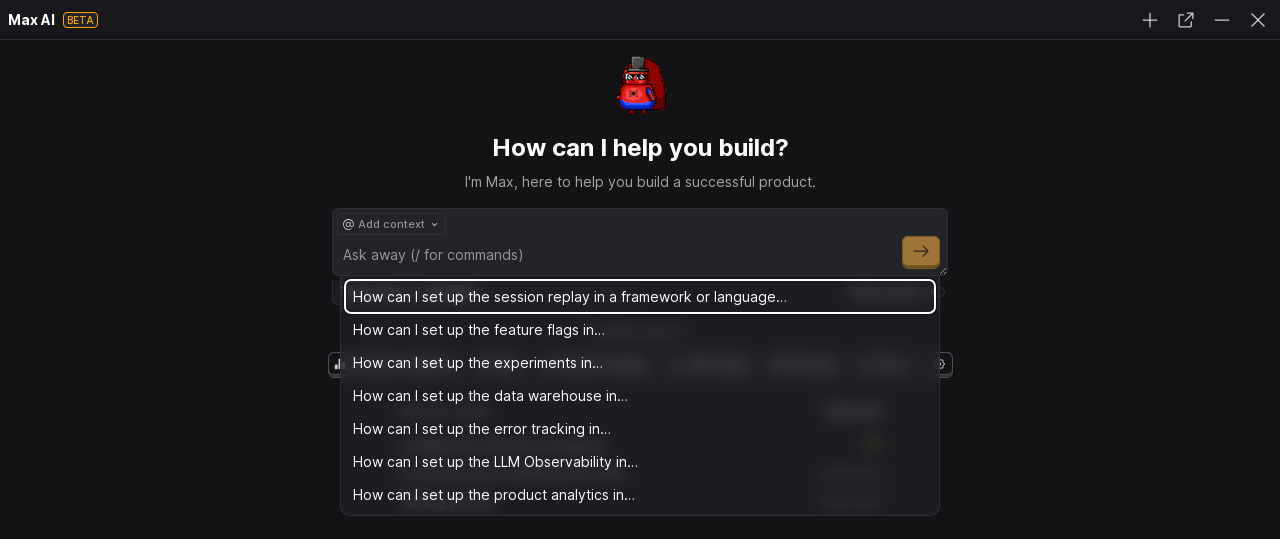 Max AI BETA
How can I help you build?
I'm Max, here to help you build a successful product.
@ Add context
Ask away (/ for commands)
How can I set up the session replay in a framework or language…
How can I set up the feature flags in…
How can I set up the experiments in…
How can I set up the data warehouse in…
How can I set up the error tracking in…
How can I set up the LLM Observability in…
How can I set up the product analytics in…